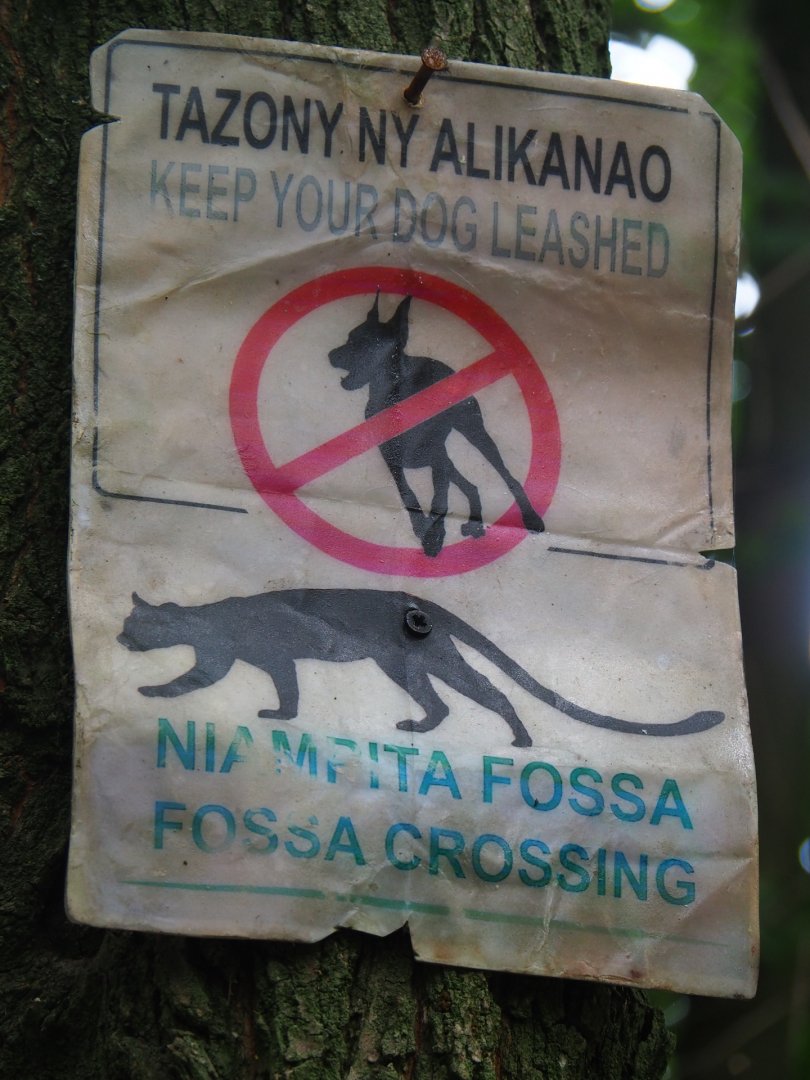 TAZONY NY ALIKANAO
KEEP YOUR DOG LEASHED
NIAMPITA FOSSA
FOSSA CROSSING